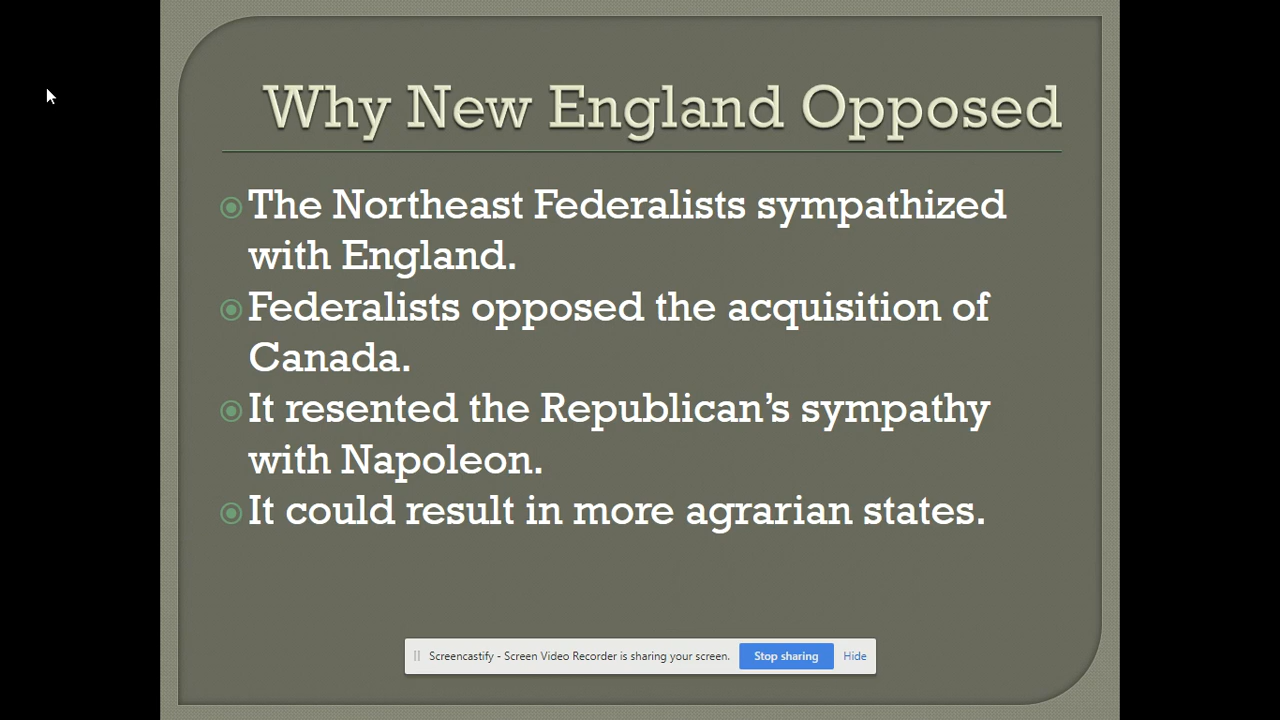 Why New England Opposed
The Northeast Federalists sympathized
with England.
Federalists opposed the acquisition of
Canada.
It resented the Republican’s sympathy
with Napoleon.
It could result in more agrarian states.
Screencastify - Screen Video Recorder is sharing your screen. Stop sharing Hide